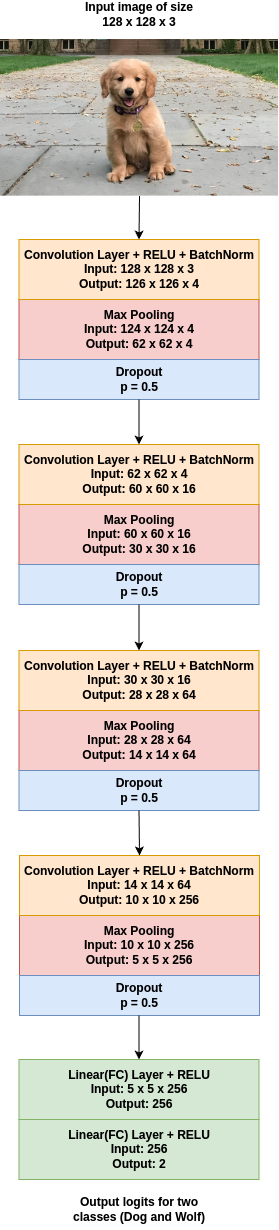 Input image of size
128 x 128 x 3
Convolution Layer + RELU + BatchNorm
Input: 128 x 128 x 3
Output: 126 x 126 x 4
Max Pooling
Input: 124 x 124 x 4
Output: 62 x 62 x 4
Dropout
p = 0.5
Convolution Layer + RELU + BatchNorm
Input: 62 x 62 x 4
Output: 60 x 60 x 16
Max Pooling
Input: 60 x 60 x 16
Output: 30 x 30 x 16
Dropout
p = 0.5
Convolution Layer + RELU + BatchNorm
Input: 30 x 30 x 16
Output: 28 x 28 x 64
Max Pooling
Input: 28 x 28 x 64
Output: 14 x 14 x 64
Dropout
p = 0.5
Convolution Layer + RELU + BatchNorm
Input: 14 x 14 x 64
Output: 10 x 10 x 256
Max Pooling
Input: 10 x 10 x 256
Output: 5 x 5 x 256
Dropout
p = 0.5
Linear(FC) Layer + RELU
Input: 5 x 5 x 256
Output: 256
Linear(FC) Layer + RELU
Input: 256
Output: 2
Output logits for two
classes (Dog and Wolf)